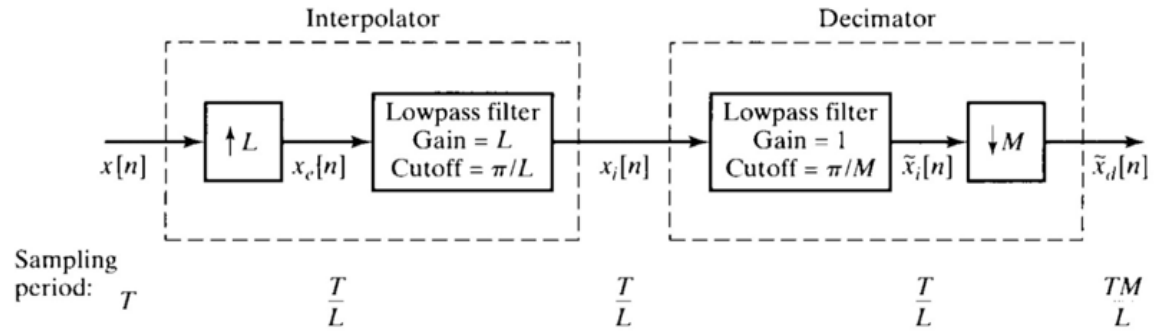 Interpolator
Decimator
↑ L
Lowpass filter
Gain = L
Cutoff = π/L
Lowpass filter
Gain = 1
Cutoff = π/M
↓ M
x[n]
x_e[n]
x_i[n]
x̃_i[n]
x̃_d[n]
Sampling
period:
T
T/L
T/L
T/L
TM/L